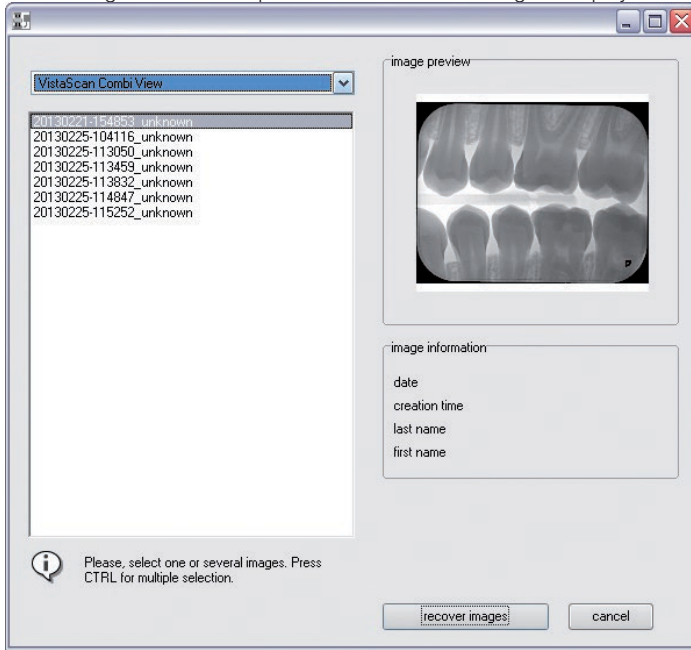 VistaScan Combi View
20130221-154853_unknown
20130225-104116_unknown
20130225-113050_unknown
20130225-113459_unknown
20130225-113832_unknown
20130225-114847_unknown
20130225-115252_unknown
Please, select one or several images. Press
CTRL for multiple selection.
image preview
image information
date
creation time
last name
first name
recover images
cancel